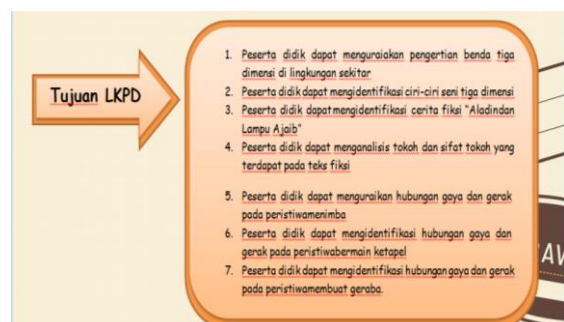 Tujuan LKPD
1. Peserta didik dapat menguraiakan pengertian benda tiga
dimensi di lingkungan sekitar
2. Peserta didik dapat mengidentifikasi ciri-ciri seni tiga dimensi
3. Peserta didik dapatmengidentifikasi cerita fiksi "Aladindan
Lampu Ajaib"
4. Peserta didik dapat menganalisis tokoh dan sifat tokoh yang
terdapat pada teks fiksi
5. Peserta didik dapat menguraikan hubungan gaya dan gerak
pada peristiwamenimba
6. Peserta didik dapat mengidentifikasi hubungan gaya dan
gerak pada peristiwabermain ketapel
7. Peserta didik dapat mengidentifikasi hubungan gaya dan gerak
pada peristiwamembuat geraba.
AV